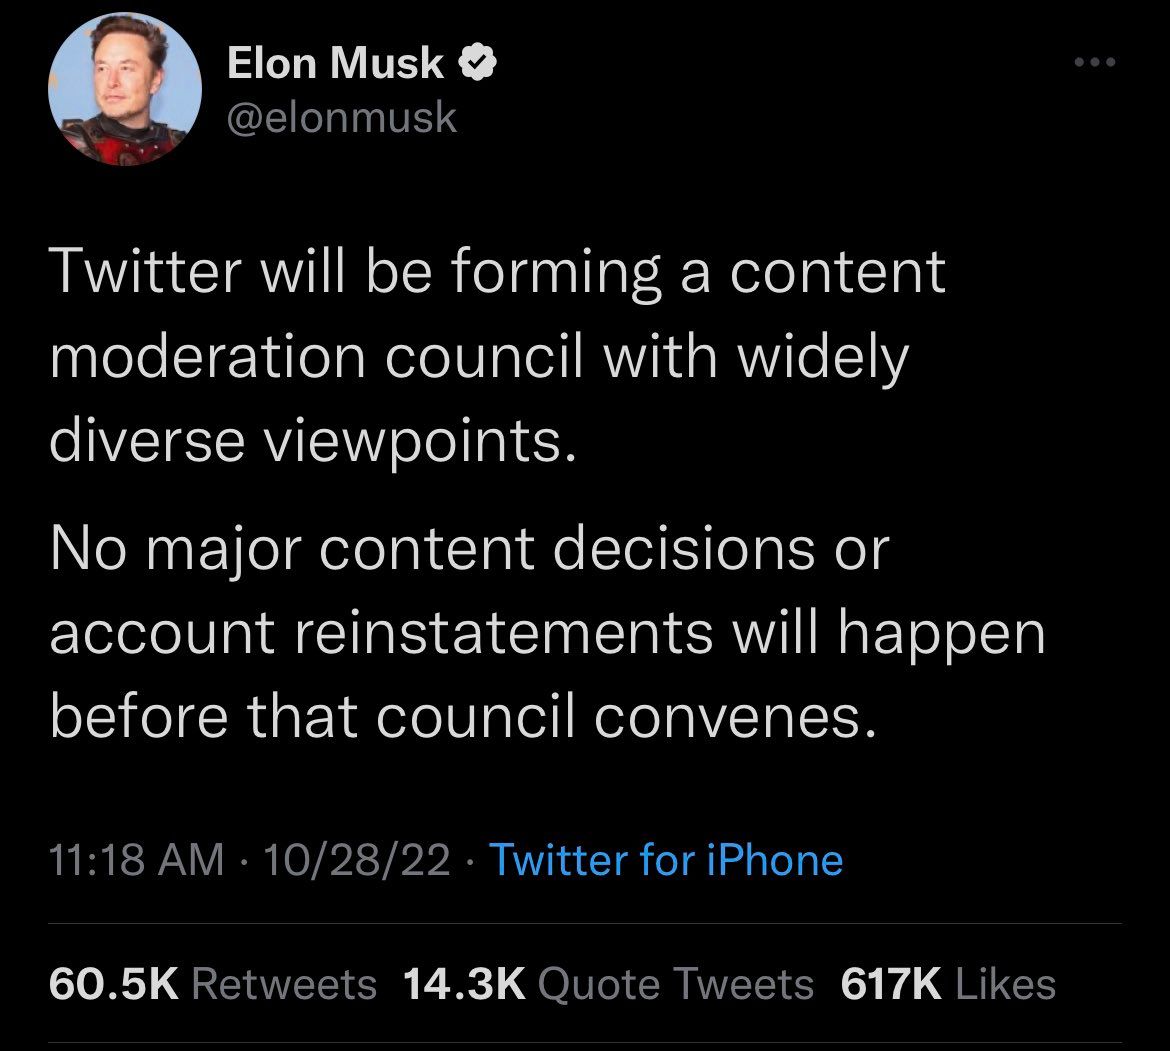 Elon Musk
@elonmusk
Twitter will be forming a content
moderation council with widely
diverse viewpoints.
No major content decisions or
account reinstatements will happen
before that council convenes.
11:18 AM · 10/28/22 · Twitter for iPhone
60.5K Retweets 14.3K Quote Tweets 617K Likes